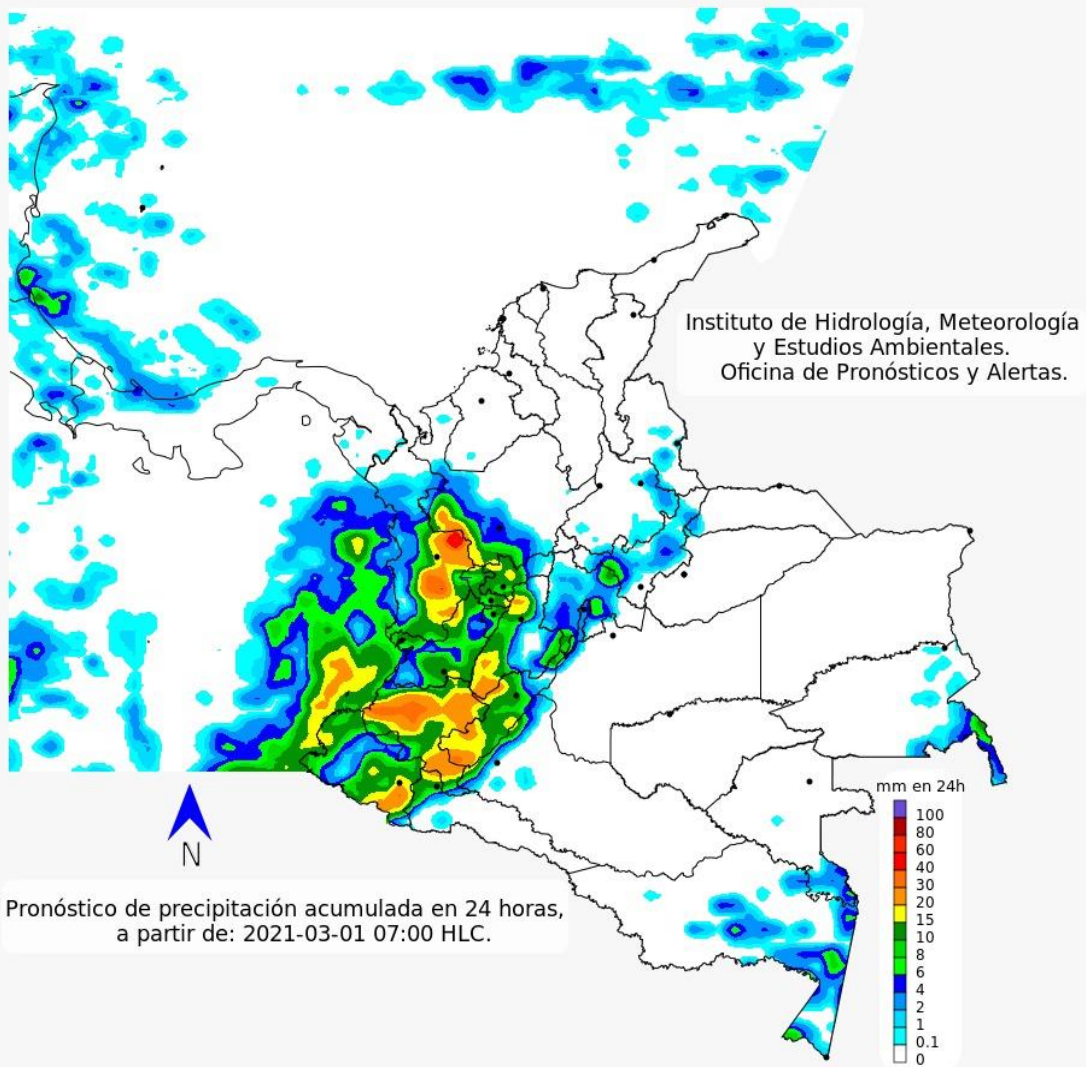 Instituto de Hidrología, Meteorología
y Estudios Ambientales.
Oficina de Pronósticos y Alertas.
mm en 24h
100
80
60
40
30
20
15
10
8
6
4
2
1
0.1
0
N
Pronóstico de precipitación acumulada en 24 horas,
a partir de: 2021-03-01 07:00 HLC.